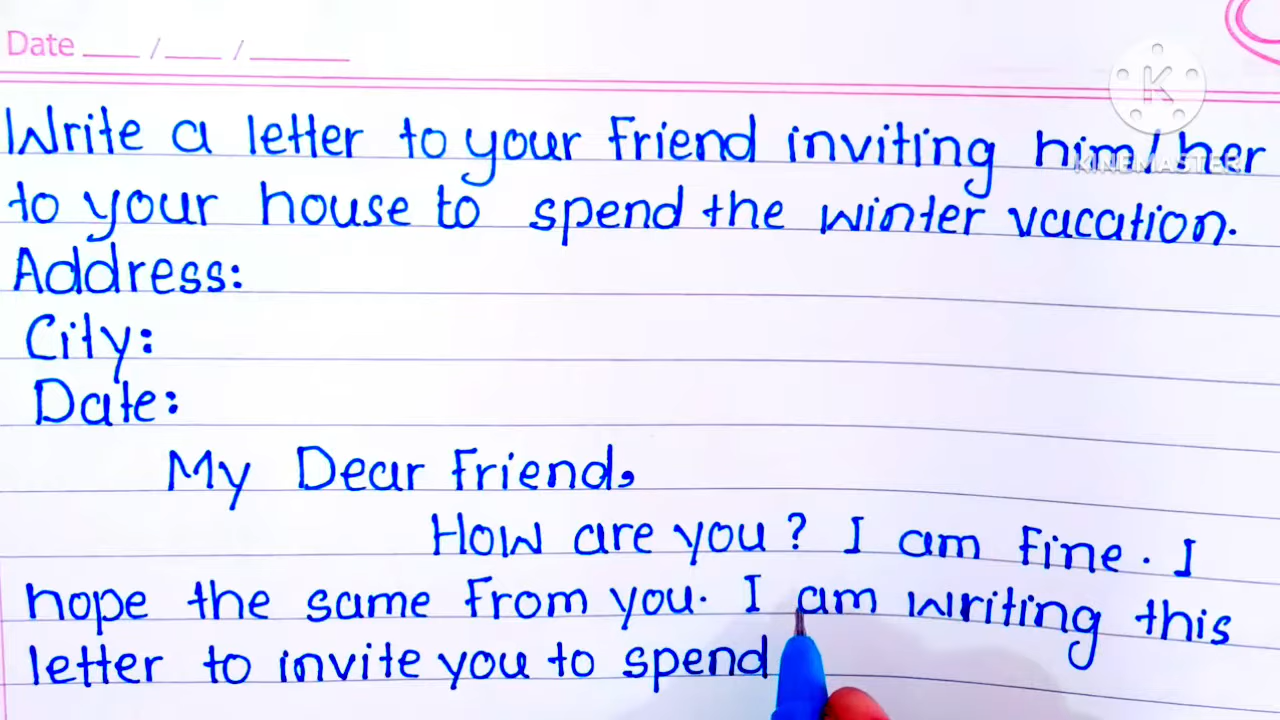 Date ___ / ___ / _____
K
KINEMASTER
Write a letter to your friend inviting him/her
to your house to spend the winter vacation.
Address:
City:
Date:
My Dear Friend,
How are you? I am fine. I
hope the same from you. I am writing this
letter to invite you to spend